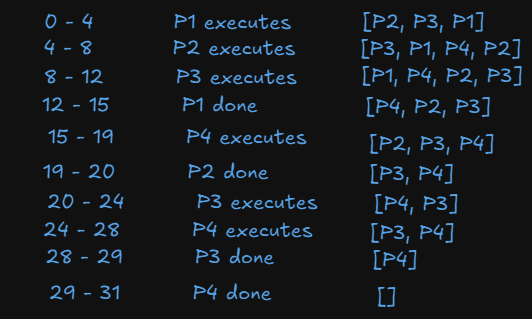 0 - 4 P1 executes [P2, P3, P1]
4 - 8 P2 executes [P3, P1, P4, P2]
8 - 12 P3 executes [P1, P4, P2, P3]
12 - 15 P1 done [P4, P2, P3]
15 - 19 P4 executes [P2, P3, P4]
19 - 20 P2 done [P3, P4]
20 - 24 P3 executes [P4, P3]
24 - 28 P4 executes [P3, P4]
28 - 29 P3 done [P4]
29 - 31 P4 done []